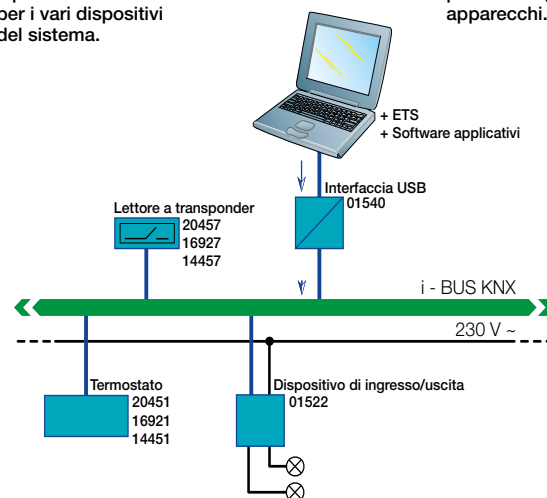 per i vari dispositivi
del sistema.
apparecchi.
+ ETS
+ Software applicativi
Interfaccia USB
01540
Lettore a transponder
20457
16927
14457
i - BUS KNX
230 V ~
Termostato
20451
16921
14451
Dispositivo di ingresso/uscita
01522